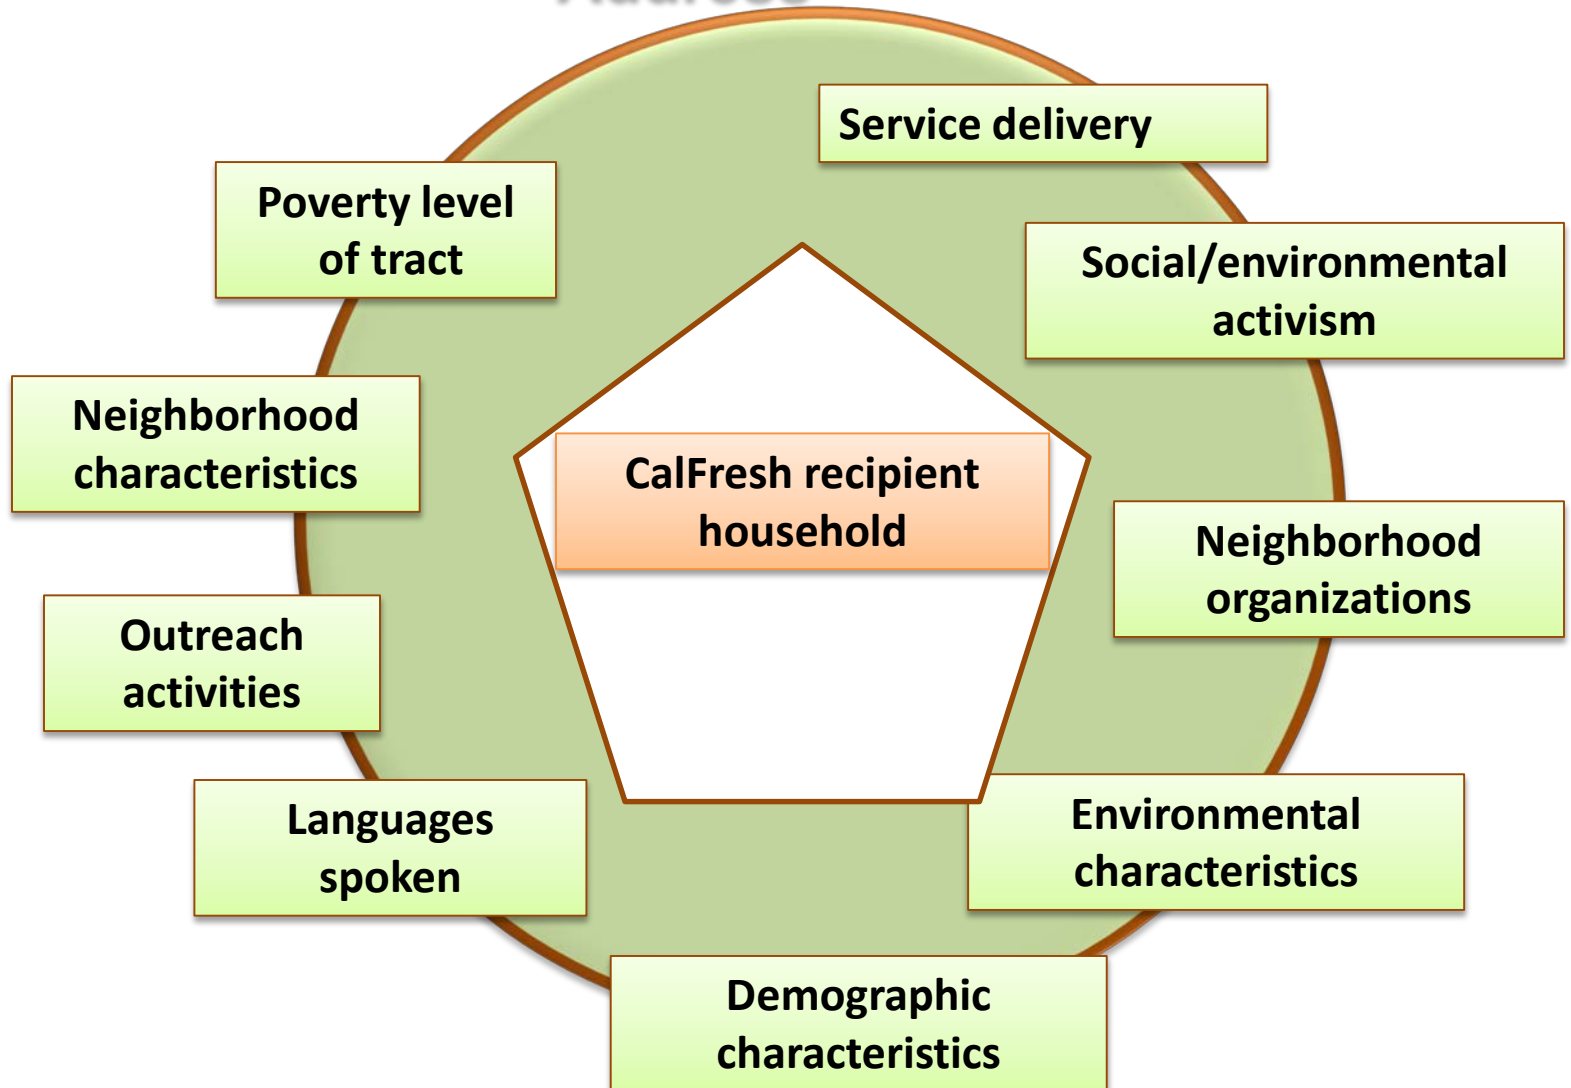 Service delivery
Poverty level
of tract
Social/environmental
activism
Neighborhood
characteristics
CalFresh recipient
household
Neighborhood
organizations
Outreach
activities
Languages
spoken
Environmental
characteristics
Demographic
characteristics